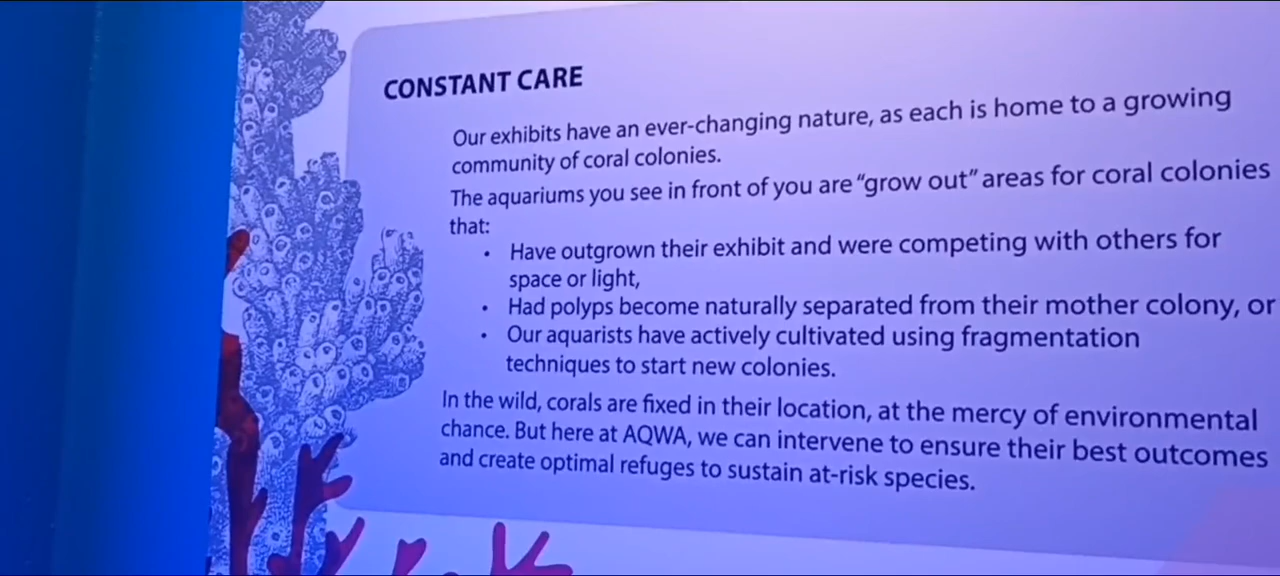 CONSTANT CARE
Our exhibits have an ever-changing nature, as each is home to a growing
community of coral colonies.
The aquariums you see in front of you are “grow out” areas for coral colonies
that:
• Have outgrown their exhibit and were competing with others for
space or light,
• Had polyps become naturally separated from their mother colony, or
• Our aquarists have actively cultivated using fragmentation
techniques to start new colonies.
In the wild, corals are fixed in their location, at the mercy of environmental
chance. But here at AQWA, we can intervene to ensure their best outcomes
and create optimal refuges to sustain at-risk species.